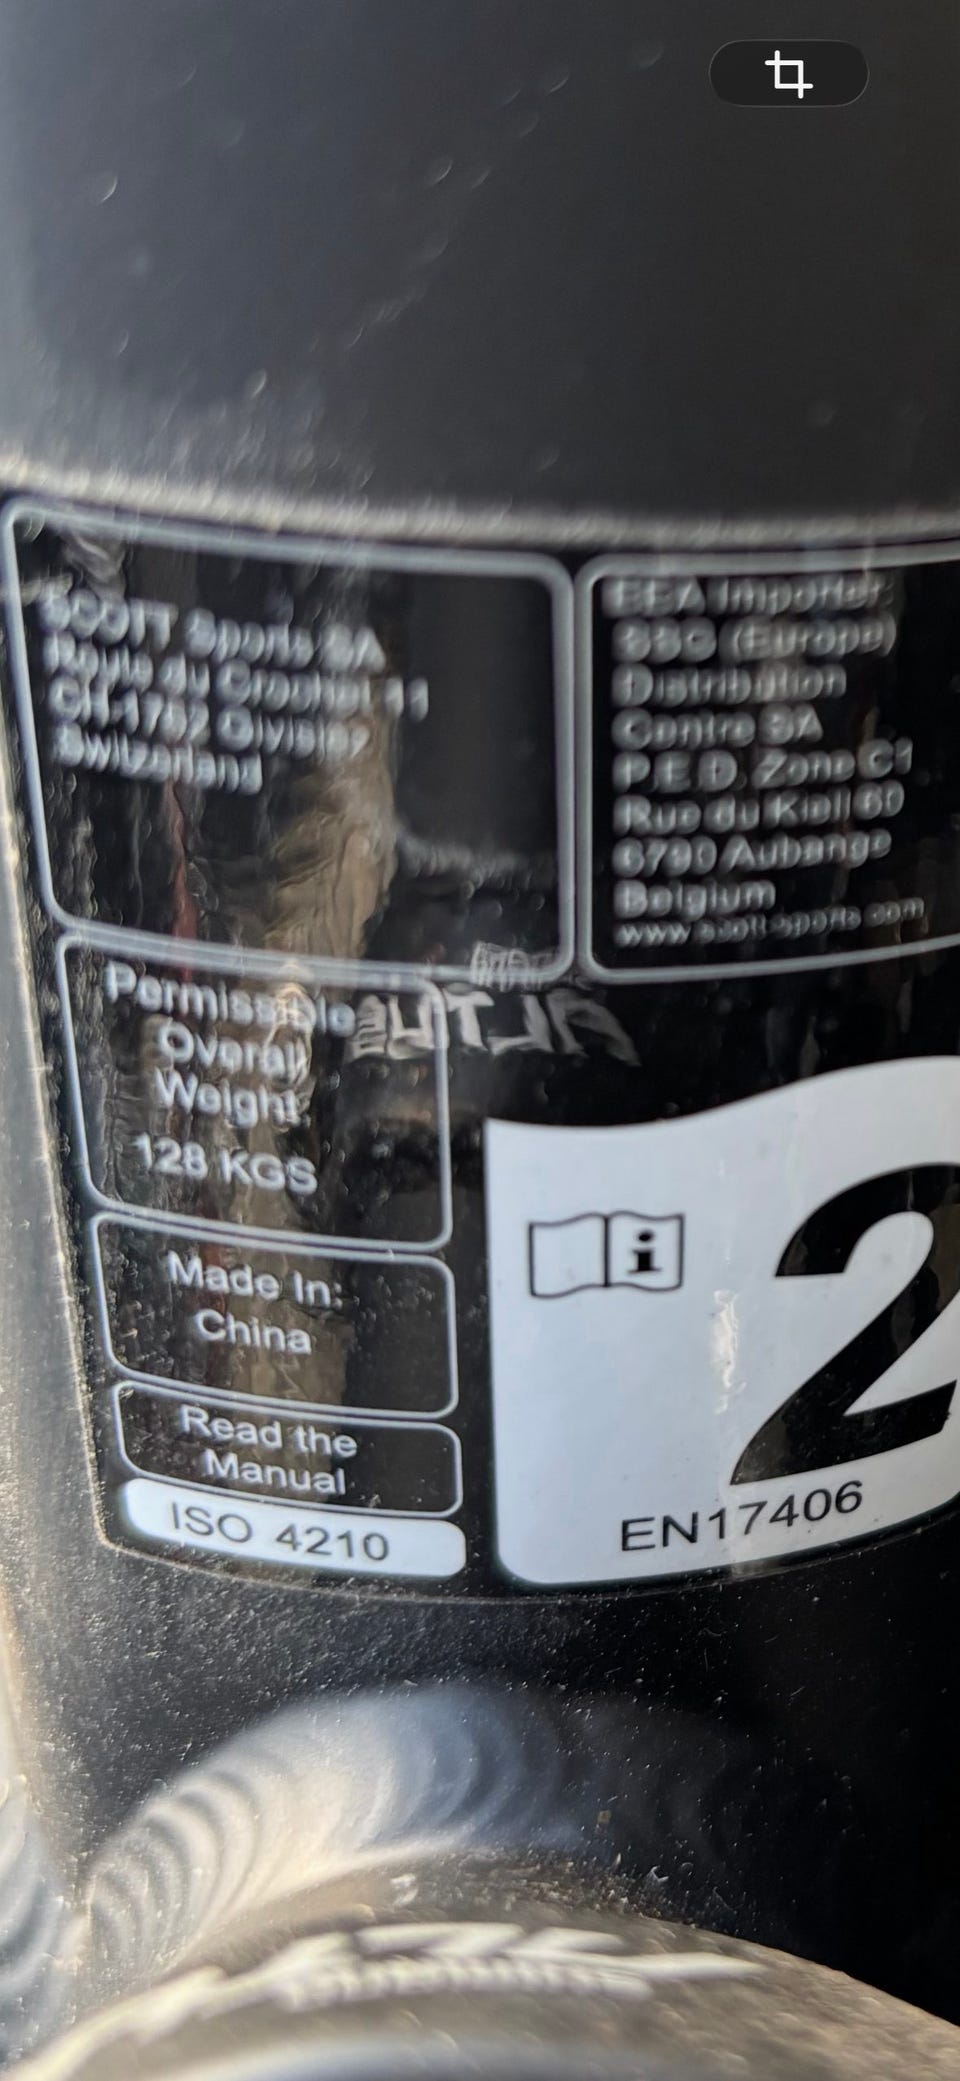 SCOTT Sports SA
Route du Crochet 11
CH-1762 Givisiez
Switzerland
EEA Importer
SSG (Europe)
Distribution
Centre SA
P.E.D. Zone C1
Rue du Kiell 60
6790 Aubange
Belgium
www.scott-sports.com
Permissible
Overall
Weight:
128 KGS
Made In:
China
Read the
Manual
ISO 4210
i
2
EN17406